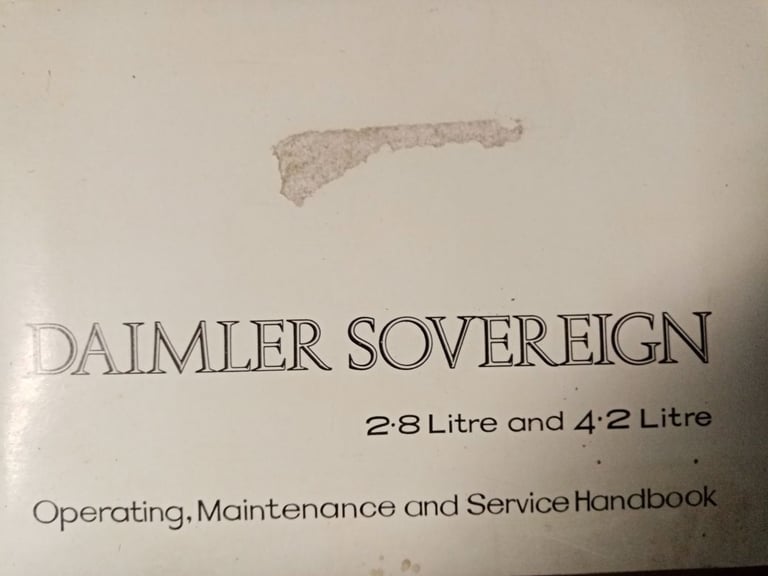 DAIMLER SOVEREIGN
2·8 Litre and 4·2 Litre
Operating, Maintenance and Service Handbook